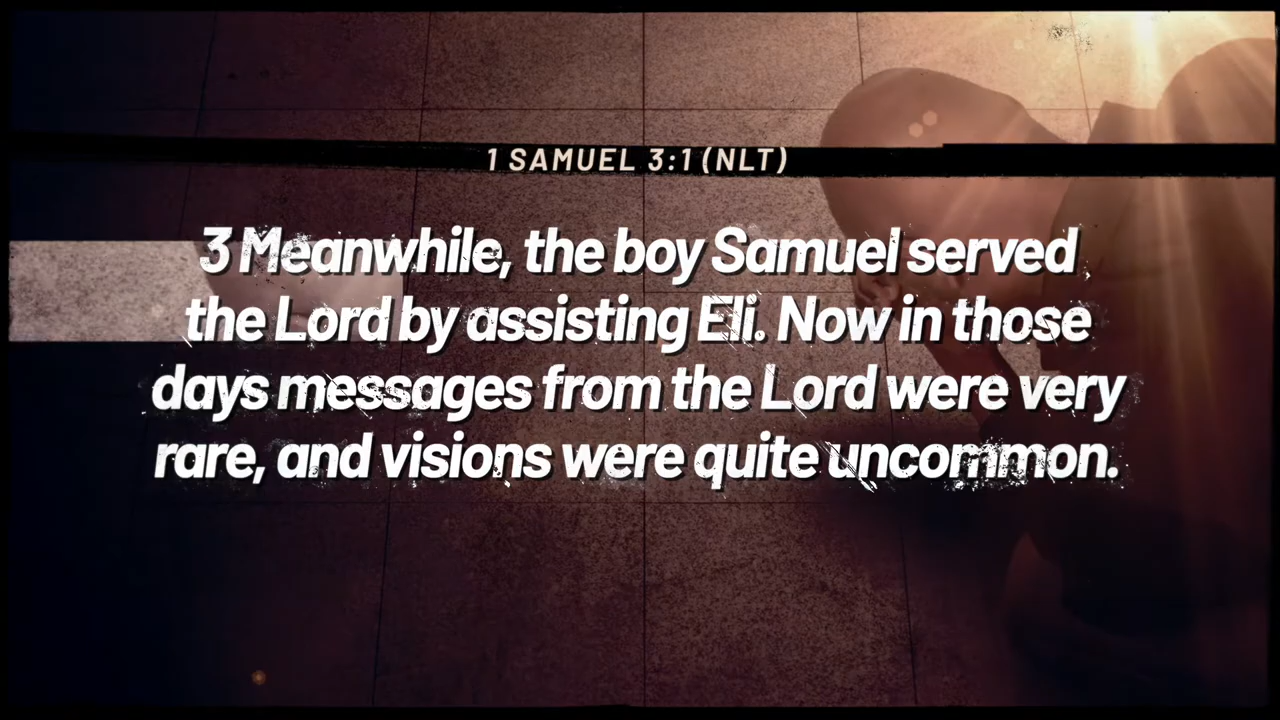 1 SAMUEL 3:1 (NLT)
3 Meanwhile, the boy Samuel served
the Lord by assisting Eli. Now in those
days messages from the Lord were very
rare, and visions were quite uncommon.